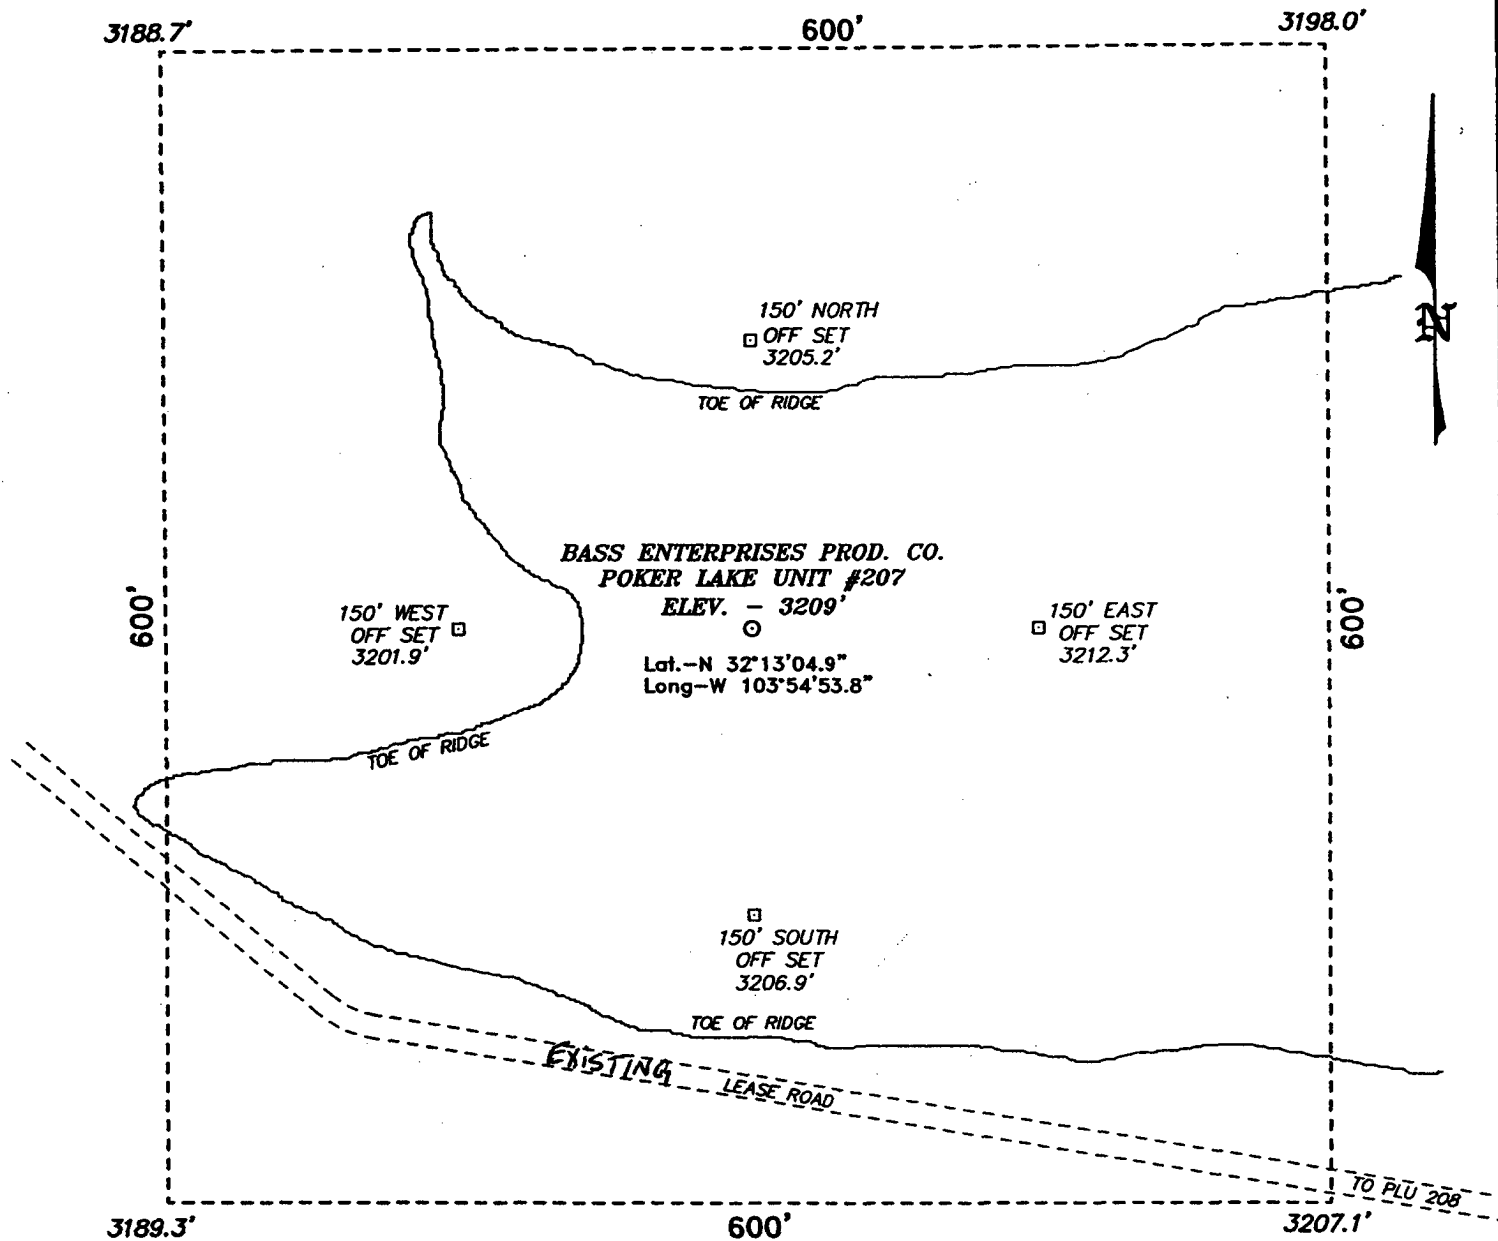 3188.7'
600'
3198.0'
150' NORTH
OFF SET
3205.2'
N
TOE OF RIDGE
BASS ENTERPRISES PROD. CO.
POKER LAKE UNIT #207
ELEV. - 3209'
Lat.-N 32°13'04.9"
Long-W 103°54'53.8"
600'
150' WEST
OFF SET
3201.9'
150' EAST
OFF SET
3212.3'
600'
TOE OF RIDGE
150' SOUTH
OFF SET
3206.9'
TOE OF RIDGE
EXISTING LEASE ROAD
TO PLU 208
3189.3'
600'
3207.1'